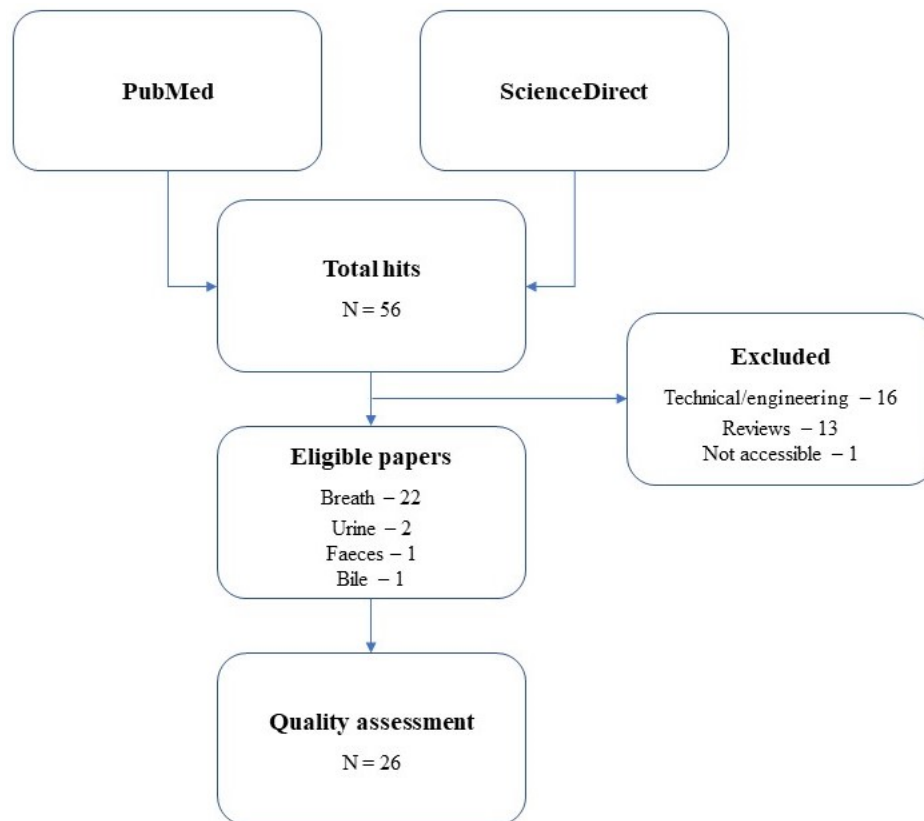 PubMed
ScienceDirect
Total hits
N = 56
Excluded
Technical/engineering – 16
Reviews – 13
Not accessible – 1
Eligible papers
Breath – 22
Urine – 2
Faeces – 1
Bile – 1
Quality assessment
N = 26